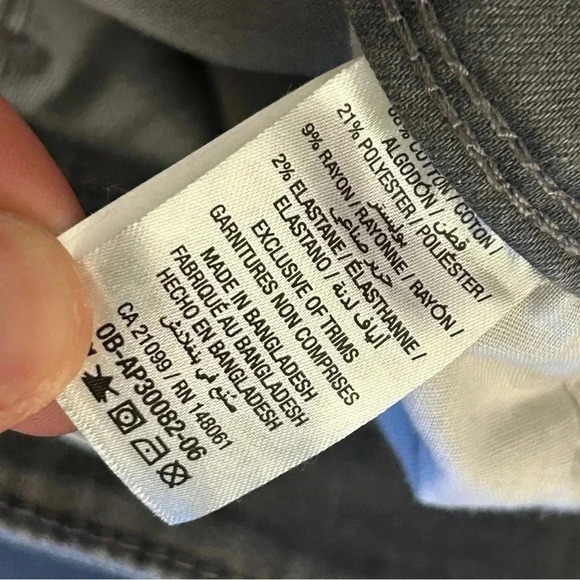 68% COTTON / COTON /
ALGODÓN / قطن
21% POLYESTER / POLIÉSTER /
بوليستر
9% RAYON / RAYONNE / RAYÓN /
حرير صناعي
2% ELASTANE / ÉLASTHANNE /
ELASTANO / ألياف لدنة
EXCLUSIVE OF TRIMS
GARNITURES NON COMPRISES
MADE IN BANGLADESH
FABRIQUÉ AU BANGLADESH
HECHO EN BANGLADESH
صنع في بنغلادش
CA 21099 / RN 148061
0B-AP30082-06